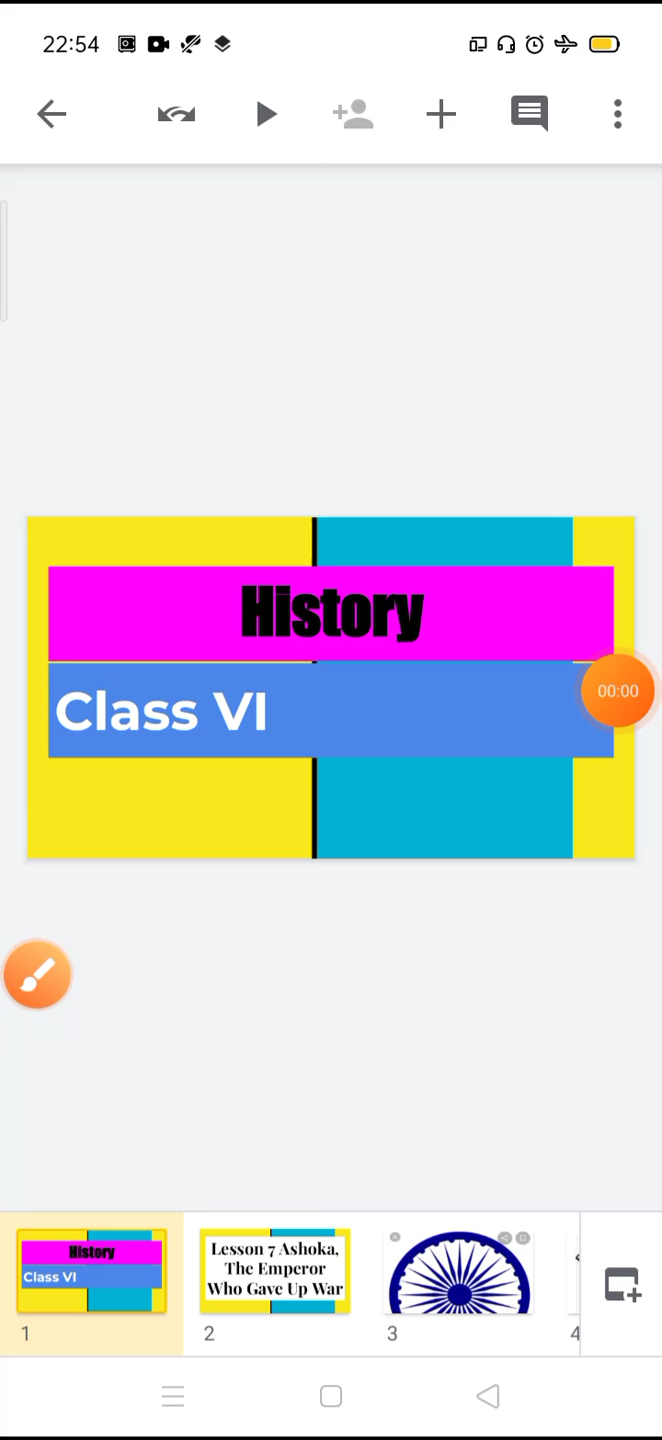 22:54
History
Class VI
00:00
History
Class VI
Lesson 7 Ashoka,
The Emperor
Who Gave Up War
1
2
3
4